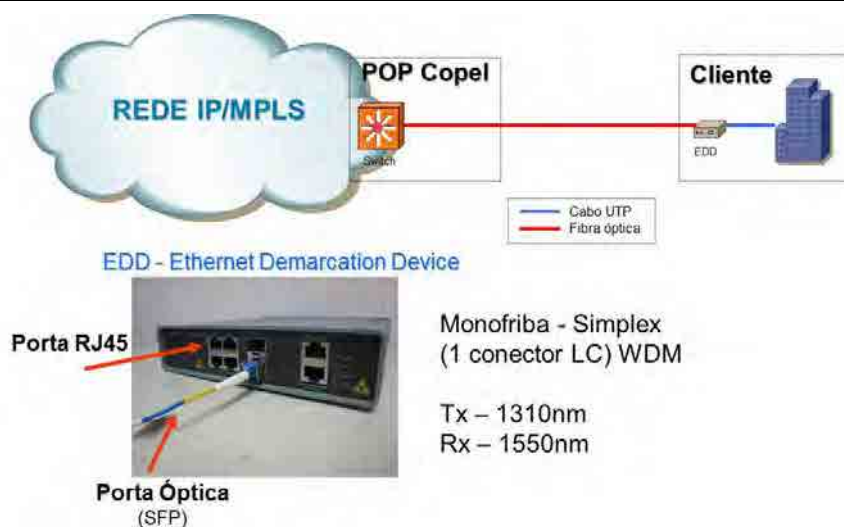 REDE IP/MPLS
POP Copel
Switch
Cliente
EDD
Cabo UTP
Fibra óptica
EDD - Ethernet Demarcation Device
Porta RJ45
Monofriba - Simplex
(1 conector LC) WDM
Tx – 1310nm
Rx – 1550nm
Porta Óptica
(SFP)